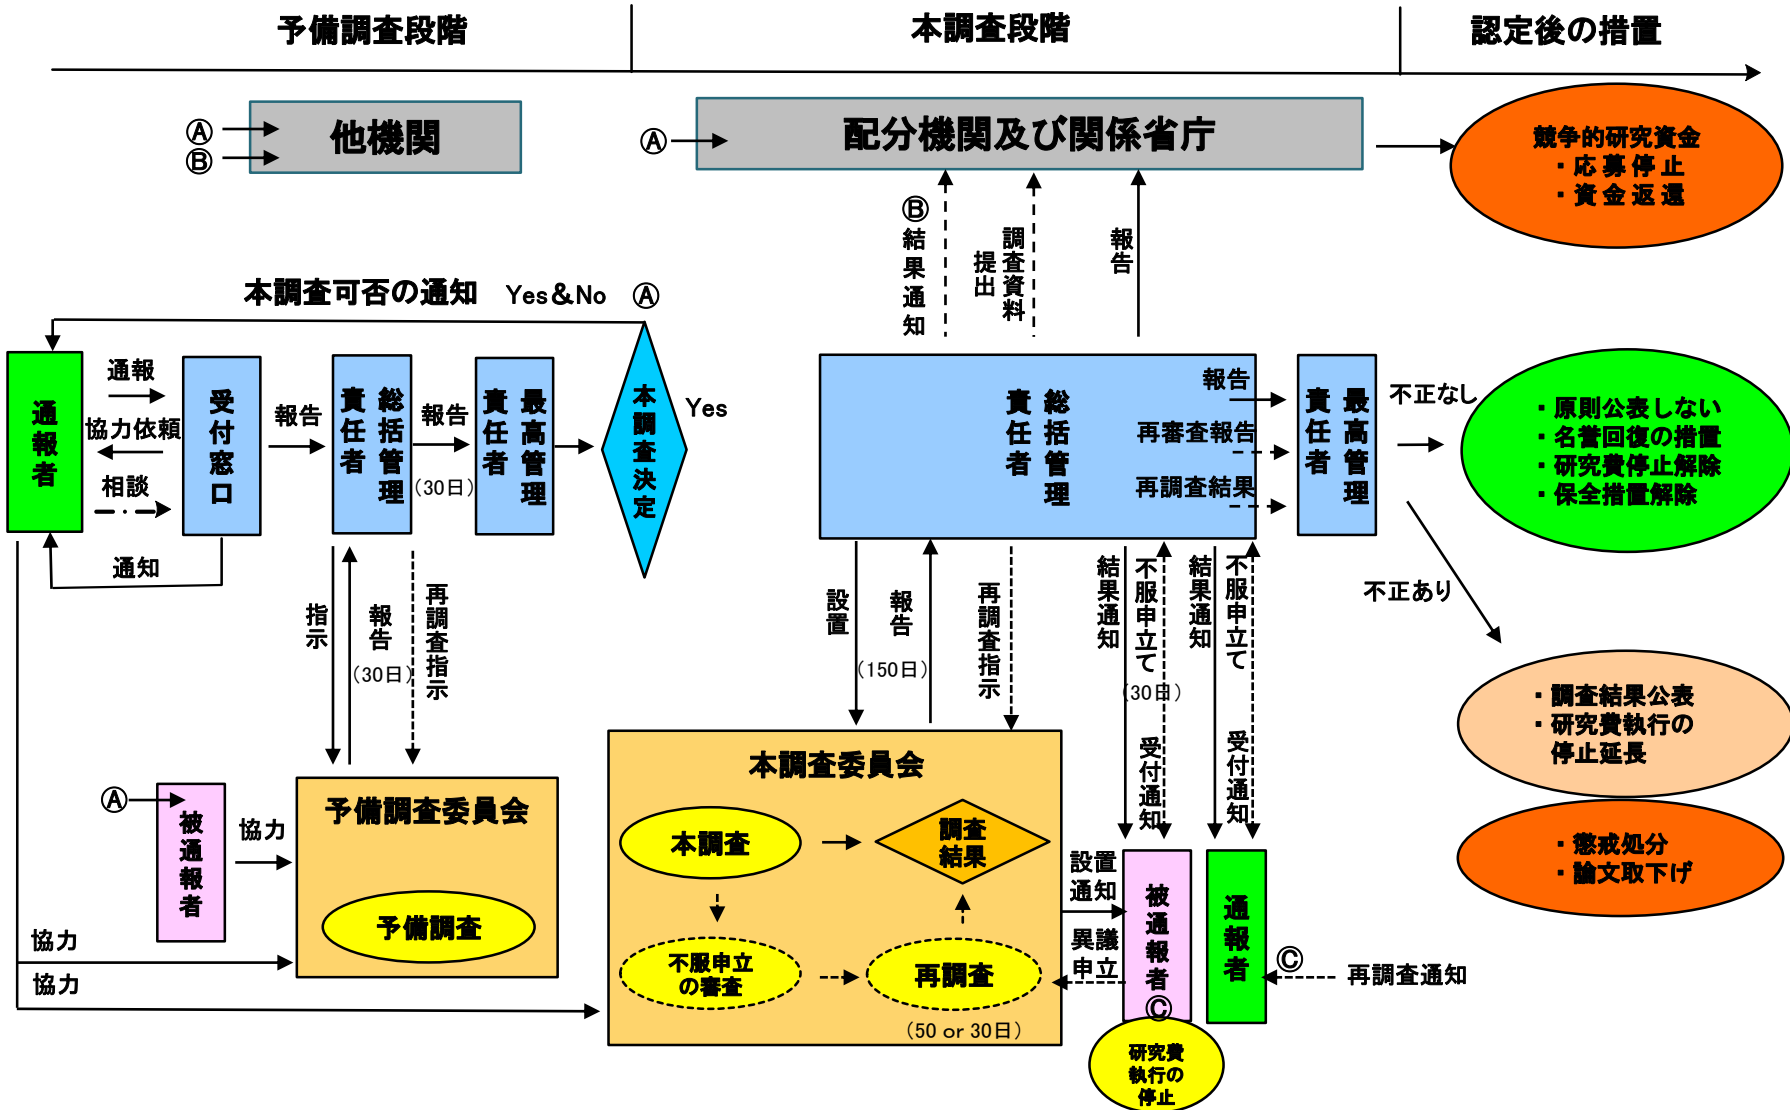 予備調査段階
本調査段階
認定後の措置
Ⓐ
Ⓑ
他機関
Ⓐ
配分機関及び関係省庁
競争的研究資金
・応募停止
・資金返還
Ⓑ結果通知
調査資料
提出
報告
本調査可否の通知 Yes&No Ⓐ
通報者
通報
協力依頼
相談
通知
受付窓口
報告
総括管理
責任者
報告
(30日)
最高管理
責任者
本調査決定
Yes
総括管理
責任者
報告
再審査報告
再調査結果
最高管理
責任者
不正なし
不正あり
・原則公表しない
・名誉回復の措置
・研究費停止解除
・保全措置解除
指示
報告
(30日)
再調査指示
設置
報告
(150日)
再調査指示
結果通知
不服申立て
(30日)
受付通知
結果通知
不服申立て
受付通知
・調査結果公表
・研究費執行の
停止延長
・懲戒処分
・論文取下げ
Ⓐ
被通報者
協力
予備調査委員会
予備調査
協力
協力
本調査委員会
本調査
調査
結果
不服申立
の審査
再調査
(50 or 30日)
設置
通知
異議
申立
被通報者
Ⓒ
研究費
執行の
停止
通報者
Ⓒ
再調査通知